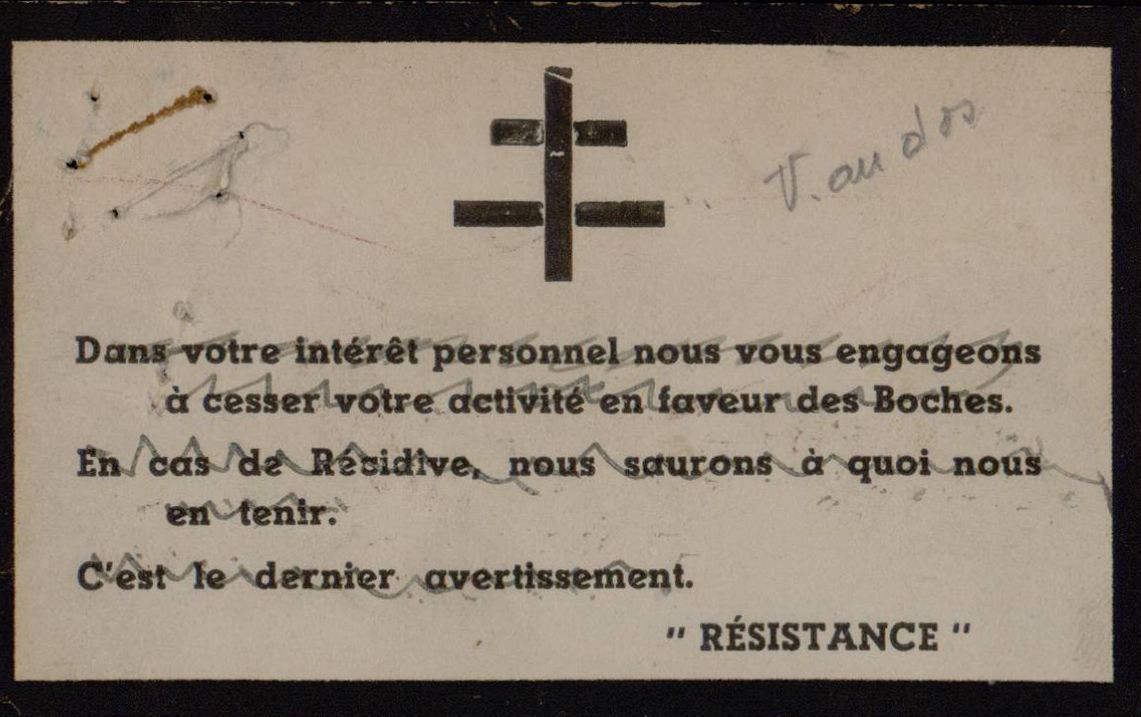 V. au dos
Dans votre intérêt personnel nous vous engageons
à cesser votre activité en faveur des Boches.
En cas de Récidive, nous saurons à quoi nous
en tenir.
C'est le dernier avertissement.
" RÉSISTANCE "